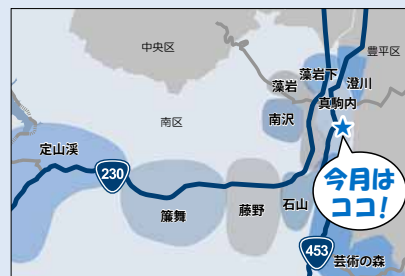 中央区
豊平区
藻岩下
藻岩
澄川
真駒内
南沢
南区
定山渓
230
簾舞
藤野
石山
今月は
ココ!
453
芸術の森